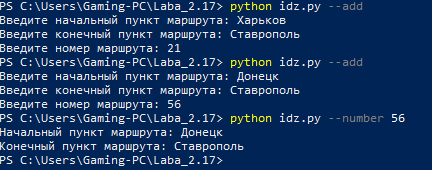 PS C:\Users\Gaming-PC\Laba_2.17> python idz.py --add
Введите начальный пункт маршрута: Харьков
Введите конечный пункт маршрута: Ставрополь
Введите номер маршрута: 21
PS C:\Users\Gaming-PC\Laba_2.17> python idz.py --add
Введите начальный пункт маршрута: Донецк
Введите конечный пункт маршрута: Ставрополь
Введите номер маршрута: 56
PS C:\Users\Gaming-PC\Laba_2.17> python idz.py --number 56
Начальный пункт маршрута: Донецк
Конечный пункт маршрута: Ставрополь
PS C:\Users\Gaming-PC\Laba_2.17>